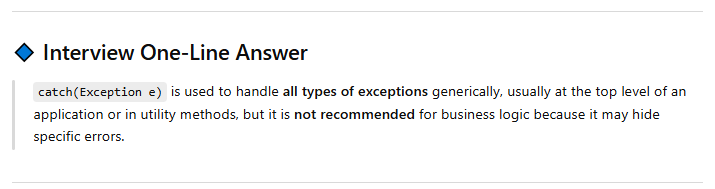 Interview One-Line Answer
catch(Exception e) is used to handle all types of exceptions generically, usually at the top level of an
application or in utility methods, but it is not recommended for business logic because it may hide
specific errors.